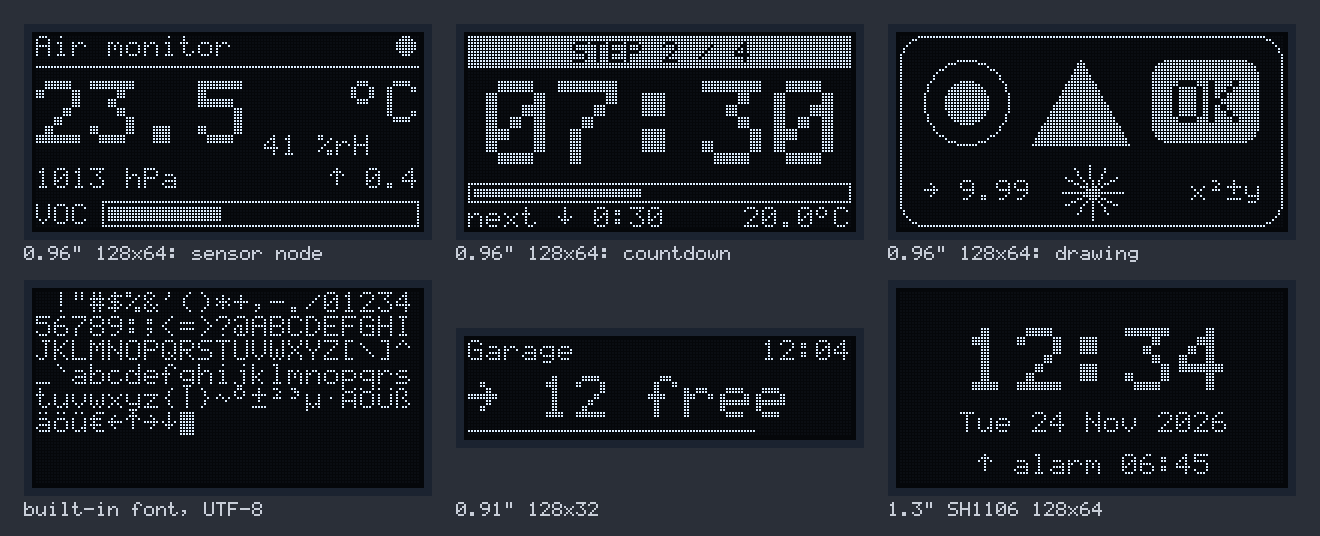 Air monitor
23.5 °C
41 %rH
1013 hPa ↑ 0.4
VOC
0.96" 128x64: sensor node
STEP 2 / 4
07:30
next ↓ 0:30 20.0°C
0.96" 128x64: countdown
OK
→ 9.99 x²±y
0.96" 128x64: drawing
!"#$%&'()*+,-./01234
56789:;<=>?@ABCDEFGHI
JKLMNOPQRSTUVWXYZ[\]^
_`abcdefghijklmnopqrs
tuvwxyz{|}~°±²³µ·ÄÖÜß
äöü€←↑→↓
built-in font, UTF-8
Garage 12:04
→ 12 free
0.91" 128x32
12:34
Tue 24 Nov 2026
↑ alarm 06:45
1.3" SH1106 128x64